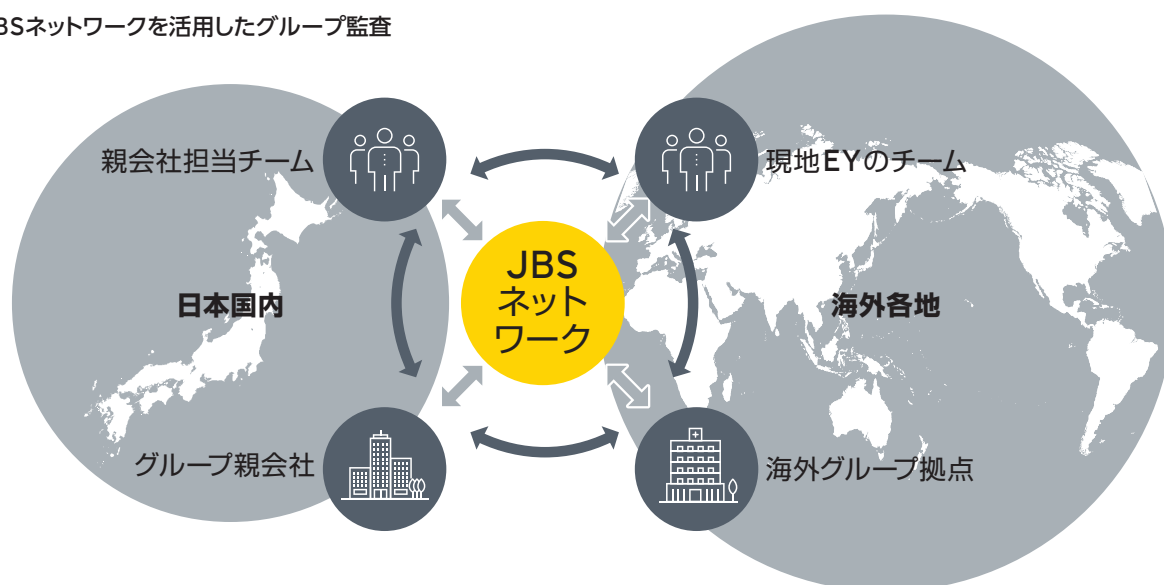 BSネットワークを活用したグループ監査
親会社担当チーム
現地EYのチーム
JBS
ネット
ワーク
日本国内
海外各地
グループ親会社
海外グループ拠点